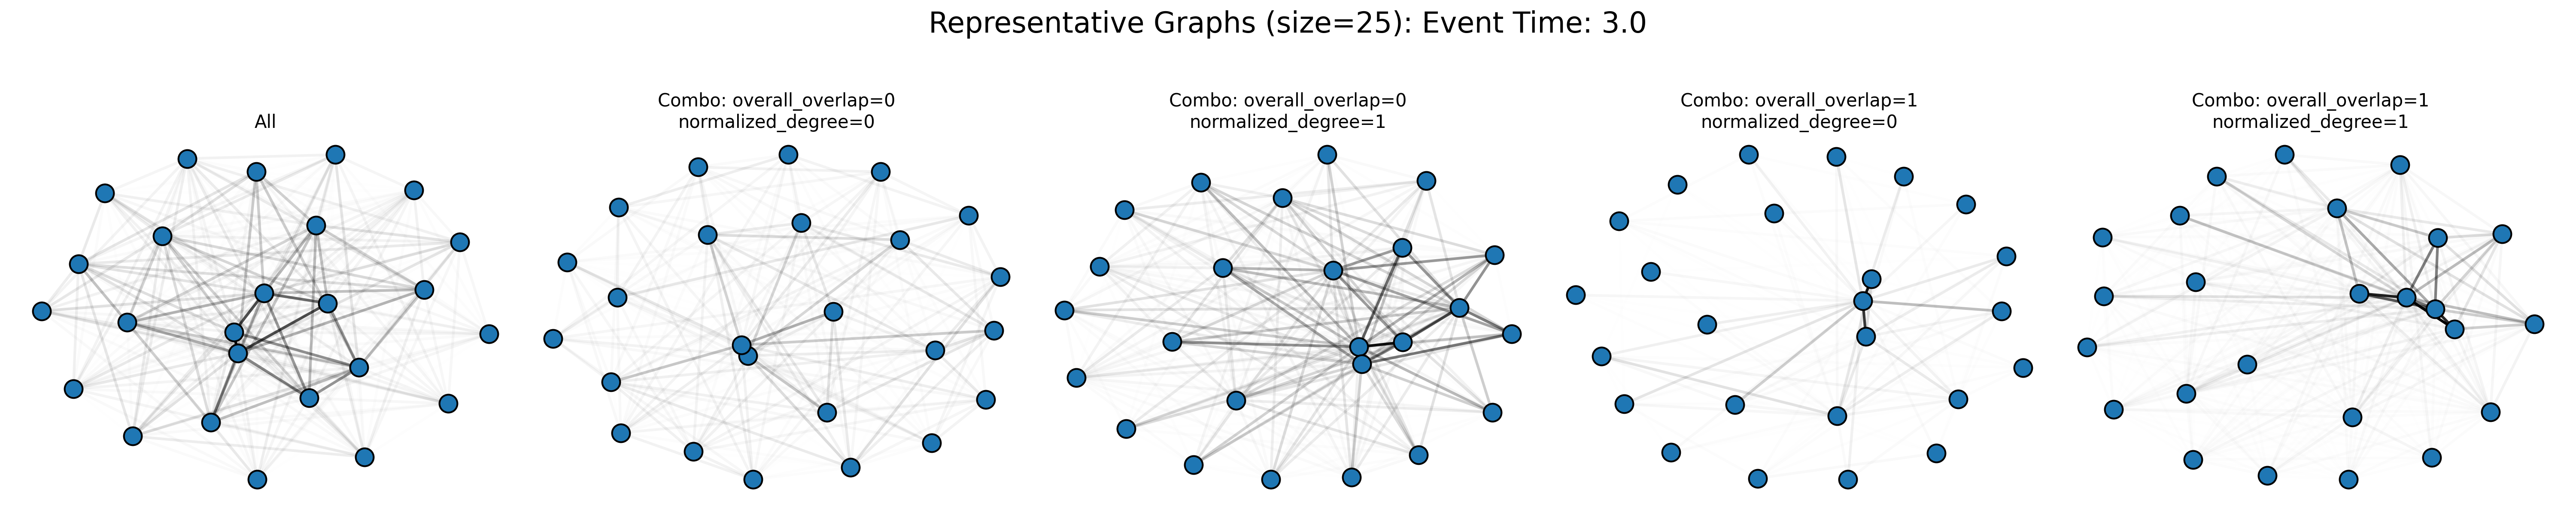 Representative Graphs (size=25): Event Time: 3.0
All
Combo: overall_overlap=0
normalized_degree=0
Combo: overall_overlap=0
normalized_degree=1
Combo: overall_overlap=1
normalized_degree=0
Combo: overall_overlap=1
normalized_degree=1